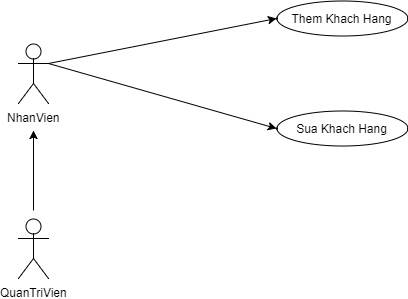 Them Khach Hang
NhanVien
Sua Khach Hang
QuanTriVien